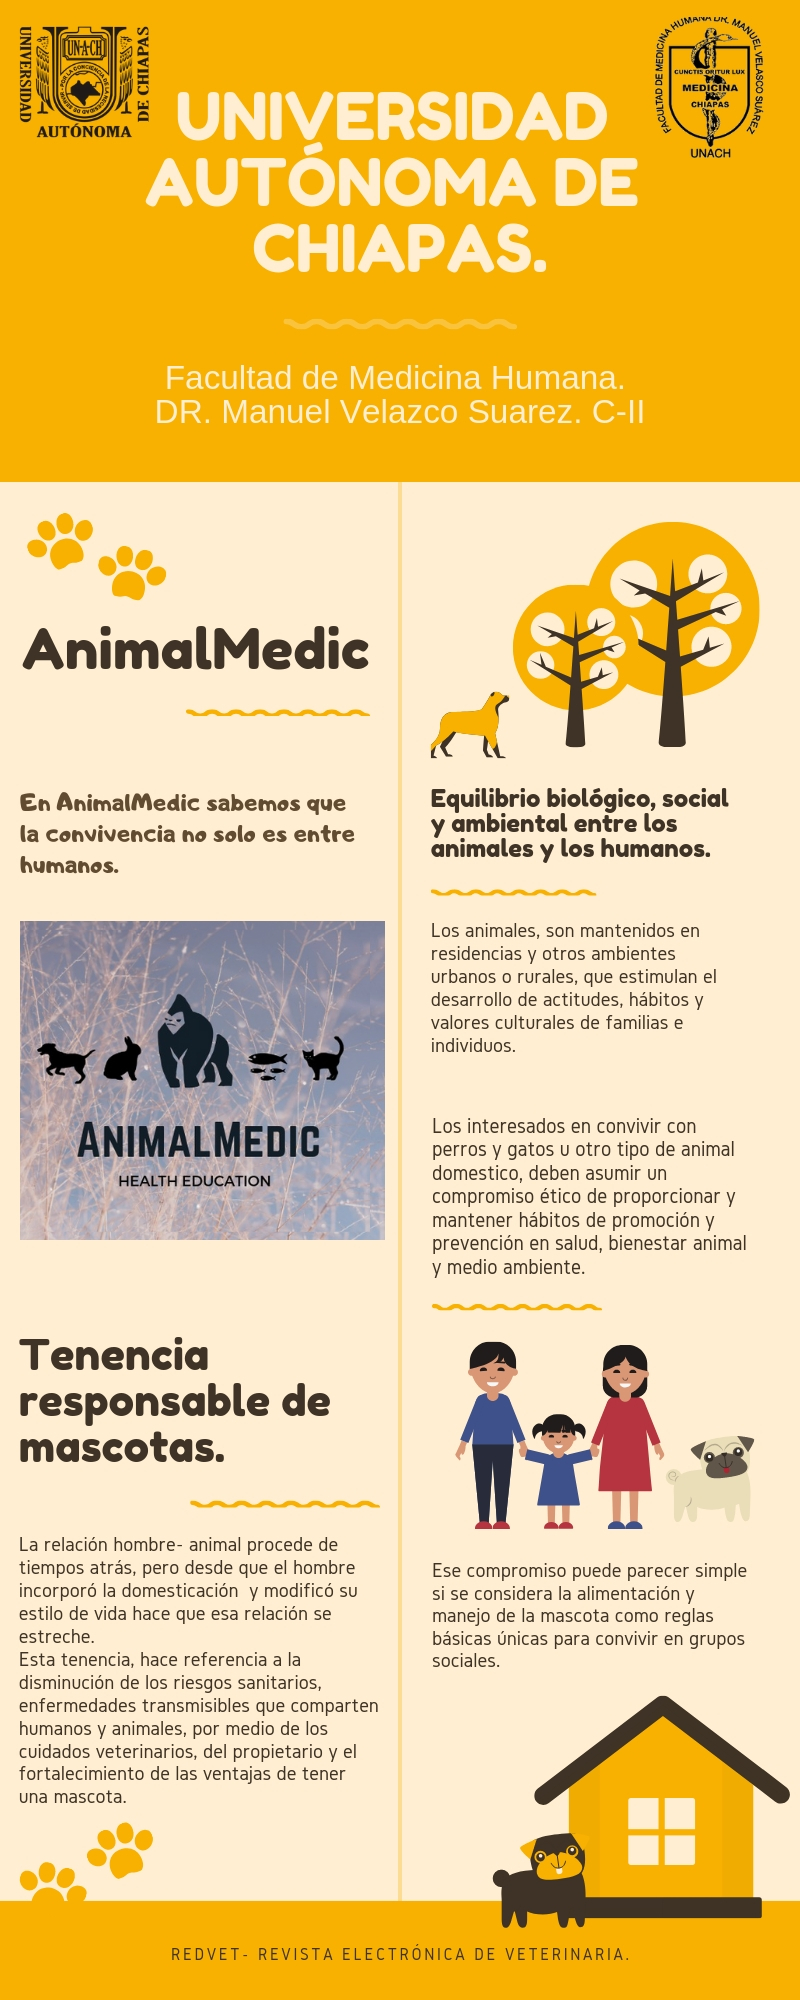 UNIVERSIDAD
AUTÓNOMA
DE CHIAPAS
UN·A·CH
POR LA CONCIENCIA DE LA NECESIDAD DE SERVIR
FACULTAD DE MEDICINA HUMANA DR. MANUEL VELASCO SUÁREZ
CUNCTIS ORITUR LUX
MEDICINA
CHIAPAS
UNACH
UNIVERSIDAD
AUTÓNOMA DE
CHIAPAS.
Facultad de Medicina Humana.
DR. Manuel Velazco Suarez. C-II
AnimalMedic
En AnimalMedic sabemos que
la convivencia no solo es entre
humanos.
ANIMALMEDIC
HEALTH EDUCATION
Tenencia
responsable de
mascotas.
La relación hombre- animal procede de
tiempos atrás, pero desde que el hombre
incorporó la domesticación  y modificó su
estilo de vida hace que esa relación se
estreche.
Esta tenencia, hace referencia a la
disminución de los riesgos sanitarios,
enfermedades transmisibles que comparten
humanos y animales, por medio de los
cuidados veterinarios, del propietario y el
fortalecimiento de las ventajas de tener
una mascota.
Equilibrio biológico, social
y ambiental entre los
animales y los humanos.
Los animales, son mantenidos en
residencias y otros ambientes
urbanos o rurales, que estimulan el
desarrollo de actitudes, hábitos y
valores culturales de familias e
individuos.
Los interesados en convivir con
perros y gatos u otro tipo de animal
domestico, deben asumir un
compromiso ético de proporcionar y
mantener hábitos de promoción y
prevención en salud, bienestar animal
y medio ambiente.
Ese compromiso puede parecer simple
si se considera la alimentación y
manejo de la mascota como reglas
básicas únicas para convivir en grupos
sociales.
REDVET- REVISTA ELECTRÓNICA DE VETERINARIA.